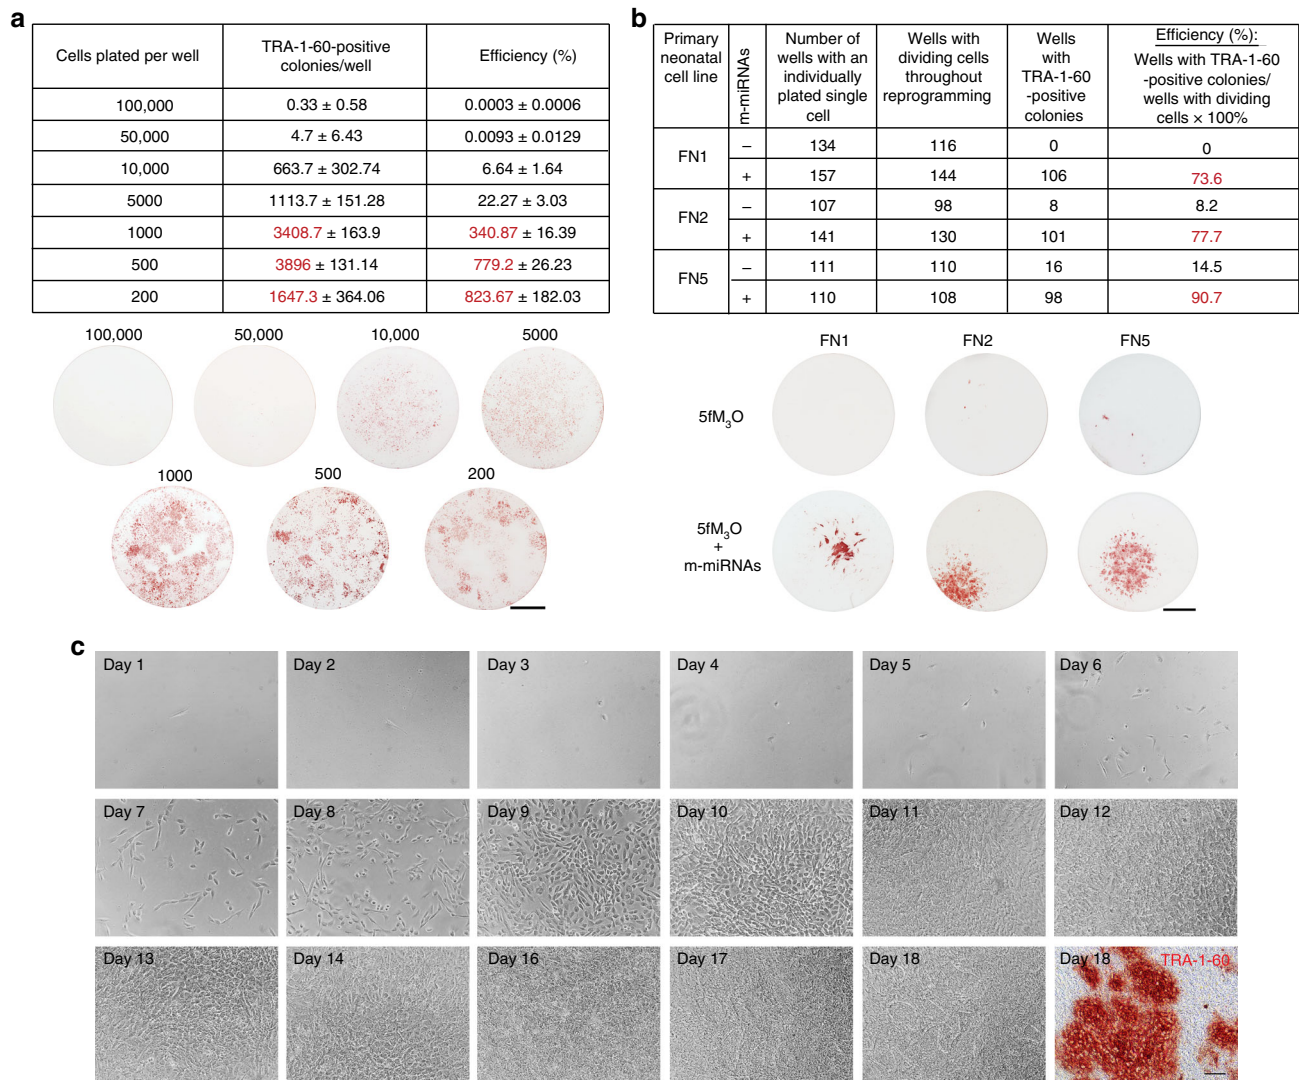 a
Cells plated per well
TRA-1-60-positive
colonies/well
Efficiency (%)
100,000 0.33 ± 0.58 0.0003 ± 0.0006
50,000 4.7 ± 6.43 0.0093 ± 0.0129
10,000 663.7 ± 302.74 6.64 ± 1.64
5000 1113.7 ± 151.28 22.27 ± 3.03
1000 3408.7 ± 163.9 340.87 ± 16.39
500 3896 ± 131.14 779.2 ± 26.23
200 1647.3 ± 364.06 823.67 ± 182.03
100,000 50,000 10,000 5000
1000 500 200
b
Primary
neonatal
cell line
m-miRNAs
Number of
wells with an
individually
plated single
cell
Wells with
dividing cells
throughout
reprogramming
Wells
with
TRA-1-60
-positive
colonies
Efficiency (%):
Wells with TRA-1-60
-positive colonies/
wells with dividing
cells × 100%
FN1
– 134 116 0 0
+ 157 144 106 73.6
FN2
– 107 98 8 8.2
+ 141 130 101 77.7
FN5
– 111 110 16 14.5
+ 110 108 98 90.7
FN1 FN2 FN5
5fM3O
5fM3O
+
m-miRNAs
c
Day 1 Day 2 Day 3 Day 4 Day 5 Day 6
Day 7 Day 8 Day 9 Day 10 Day 11 Day 12
Day 13 Day 14 Day 16 Day 17 Day 18 Day 18 TRA-1-60